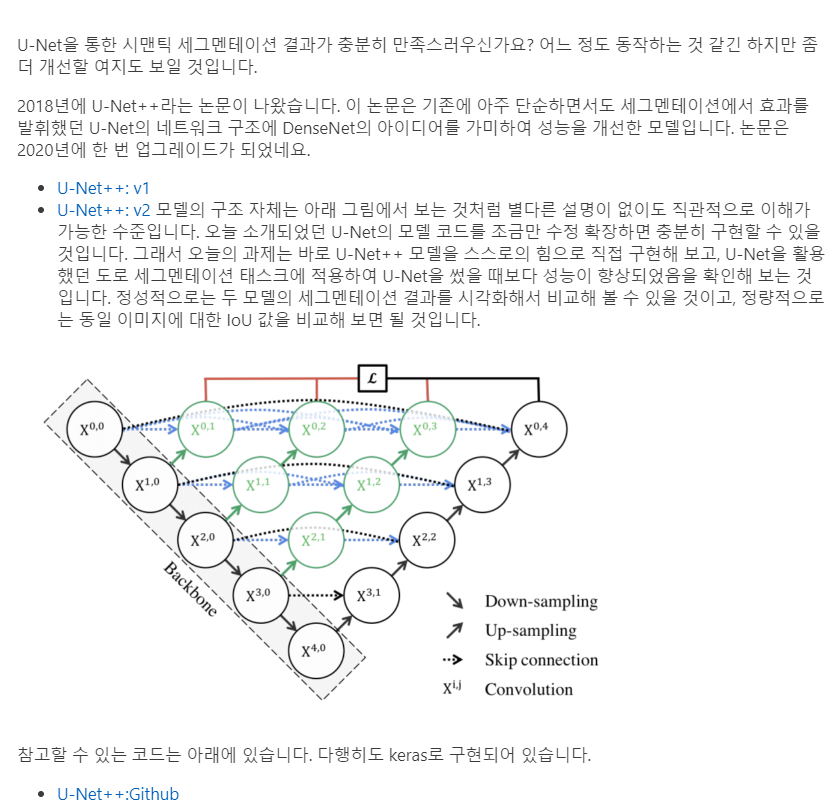 U-Net을 통한 시맨틱 세그멘테이션 결과가 충분히 만족스러우신가요? 어느 정도 동작하는 것 같긴 하지만 좀
더 개선할 여지도 보일 것입니다.
2018년에 U-Net++라는 논문이 나왔습니다. 이 논문은 기존에 아주 단순하면서도 세그멘테이션에서 효과를
발휘했던 U-Net의 네트워크 구조에 DenseNet의 아이디어를 가미하여 성능을 개선한 모델입니다. 논문은
2020년에 한 번 업그레이드가 되었네요.
• U-Net++: v1
• U-Net++: v2 모델의 구조 자체는 아래 그림에서 보는 것처럼 별다른 설명이 없이도 직관적으로 이해가
가능한 수준입니다. 오늘 소개되었던 U-Net의 모델 코드를 조금만 수정 확장하면 충분히 구현할 수 있을
것입니다. 그래서 오늘의 과제는 바로 U-Net++ 모델을 스스로의 힘으로 직접 구현해 보고, U-Net을 활용
했던 도로 세그멘테이션 태스크에 적용하여 U-Net을 썼을 때보다 성능이 향상되었음을 확인해 보는 것
입니다. 정성적으로는 두 모델의 세그멘테이션 결과를 시각화해서 비교해 볼 수 있을 것이고, 정량적으로
는 동일 이미지에 대한 IoU 값을 비교해 보면 될 것입니다.
ℒ
X⁰,⁰ X⁰,¹ X⁰,² X⁰,³ X⁰,⁴
X¹,⁰ X¹,¹ X¹,² X¹,³
X²,⁰ X²,¹ X²,²
Backbone
X³,⁰ X³,¹
X⁴,⁰
Down-sampling
Up-sampling
Skip connection
Xⁱ,ʲ Convolution
참고할 수 있는 코드는 아래에 있습니다. 다행히도 keras로 구현되어 있습니다.
• U-Net++:Github